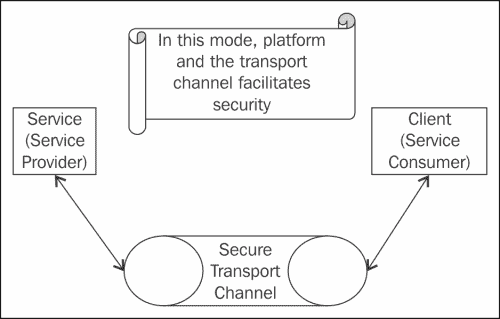 In this mode, platform
and the transport
channel facilitates
security
Service
(Service
Provider)
Client
(Service
Consumer)
Secure
Transport
Channel